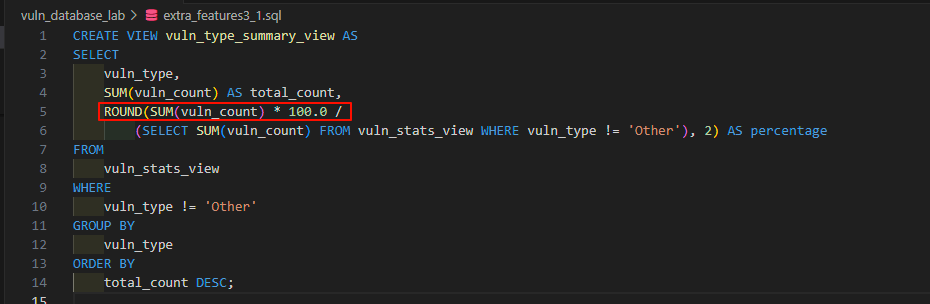 vuln_database_lab > extra_features3_1.sql
1 CREATE VIEW vuln_type_summary_view AS
2 SELECT
3 vuln_type,
4 SUM(vuln_count) AS total_count,
5 ROUND(SUM(vuln_count) * 100.0 /
6 (SELECT SUM(vuln_count) FROM vuln_stats_view WHERE vuln_type != 'Other'), 2) AS percentage
7 FROM
8 vuln_stats_view
9 WHERE
10 vuln_type != 'Other'
11 GROUP BY
12 vuln_type
13 ORDER BY
14 total_count DESC;
15